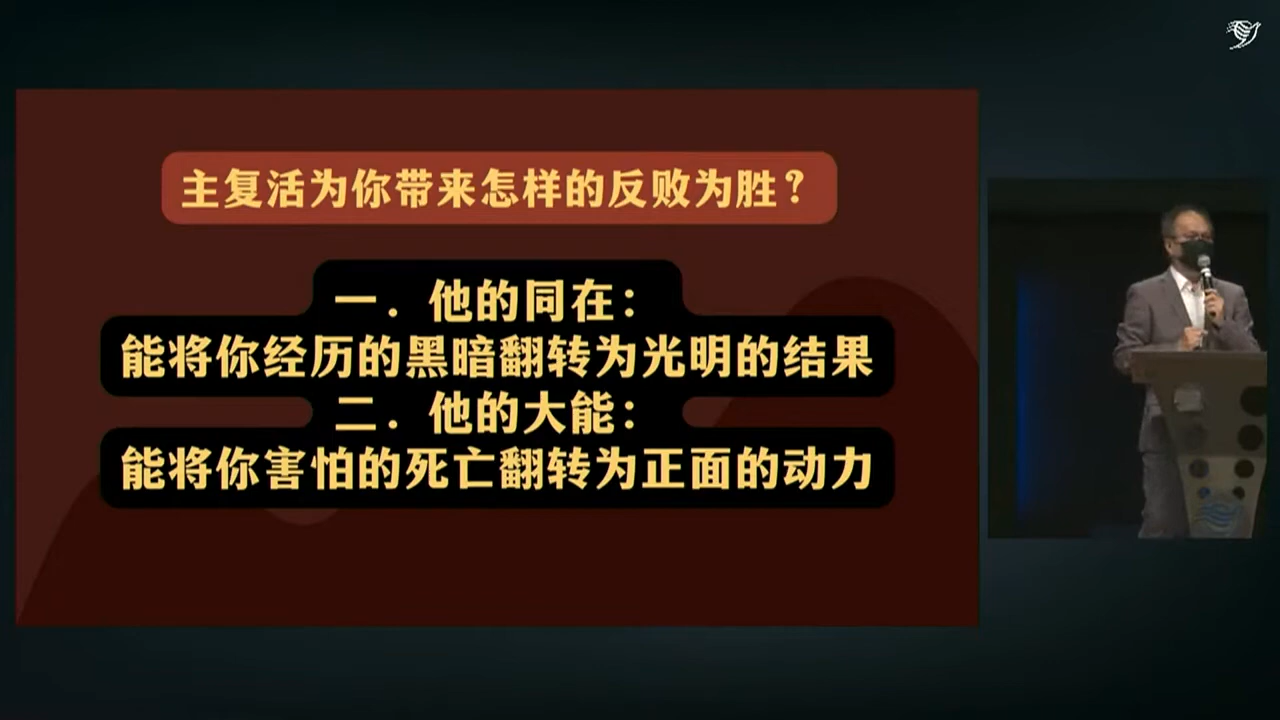 主复活为你带来怎样的反败为胜？
一. 他的同在：
能将你经历的黑暗翻转为光明的结果
二. 他的大能：
能将你害怕的死亡翻转为正面的动力